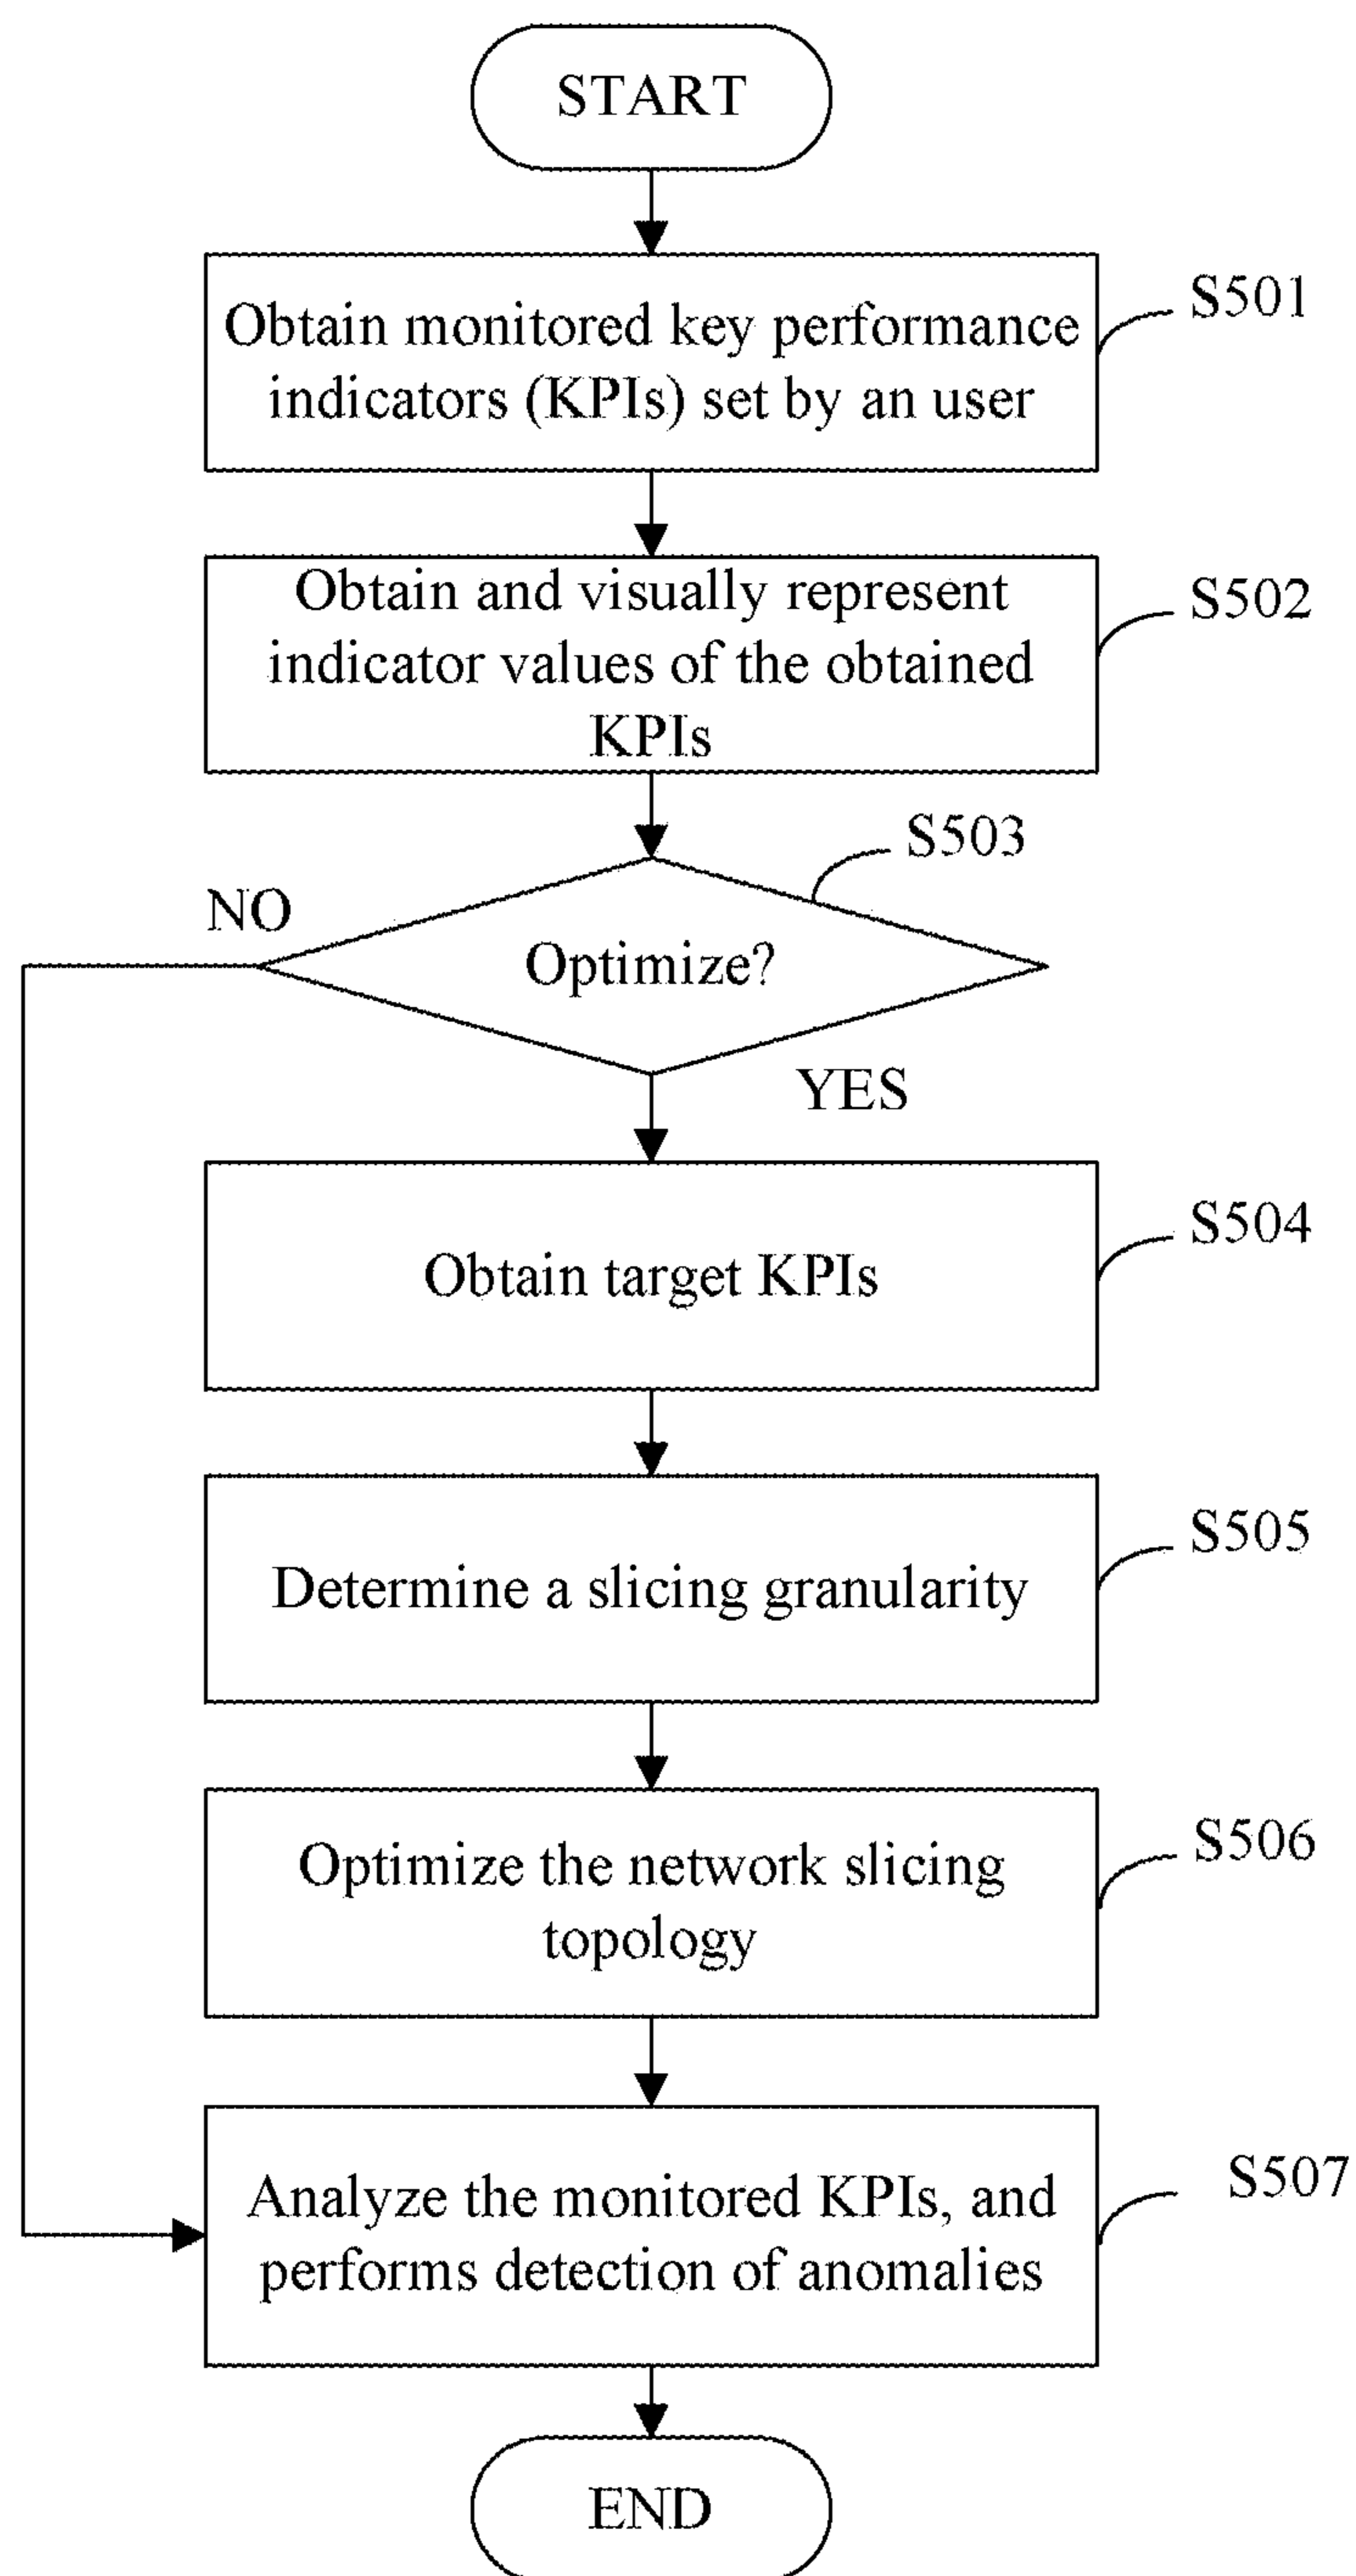 START
Obtain monitored key performance
indicators (KPIs) set by an user
S501
Obtain and visually represent
indicator values of the obtained
KPIs
S502
S503
NO
Optimize?
YES
Obtain target KPIs
S504
Determine a slicing granularity
S505
Optimize the network slicing
topology
S506
Analyze the monitored KPIs, and
performs detection of anomalies
S507
END